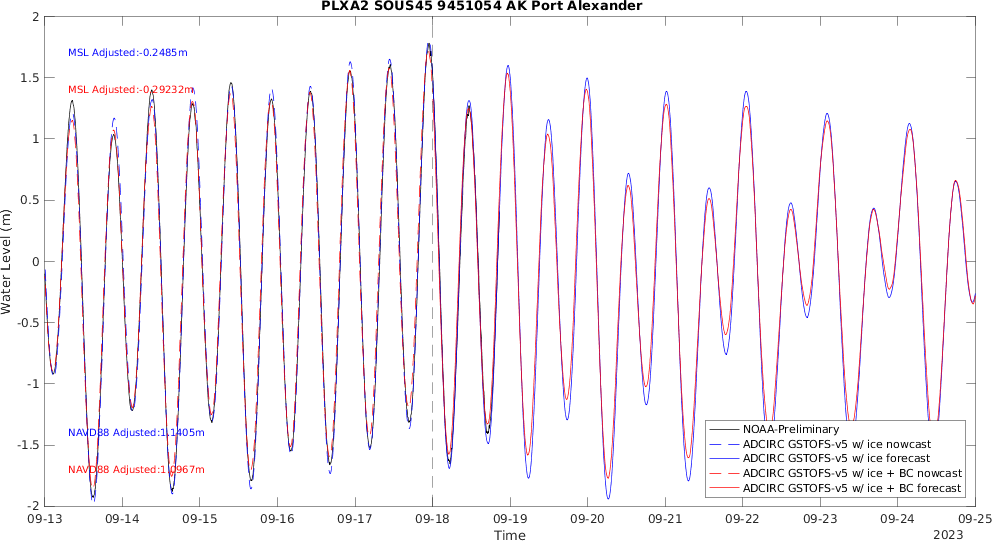 PLXA2 SOUS45 9451054 AK Port Alexander
2
1.5
1
0.5
0
-0.5
-1
-1.5
-2
Water Level (m)
MSL Adjusted:-0.2485m
MSL Adjusted:-0.29232m
NAVD88 Adjusted:1.1405m
NAVD88 Adjusted:1.0967m
NOAA-Preliminary
ADCIRC GSTOFS-v5 w/ ice nowcast
ADCIRC GSTOFS-v5 w/ ice forecast
ADCIRC GSTOFS-v5 w/ ice + BC nowcast
ADCIRC GSTOFS-v5 w/ ice + BC forecast
09-13 09-14 09-15 09-16 09-17 09-18 09-19 09-20 09-21 09-22 09-23 09-24 09-25
Time
2023